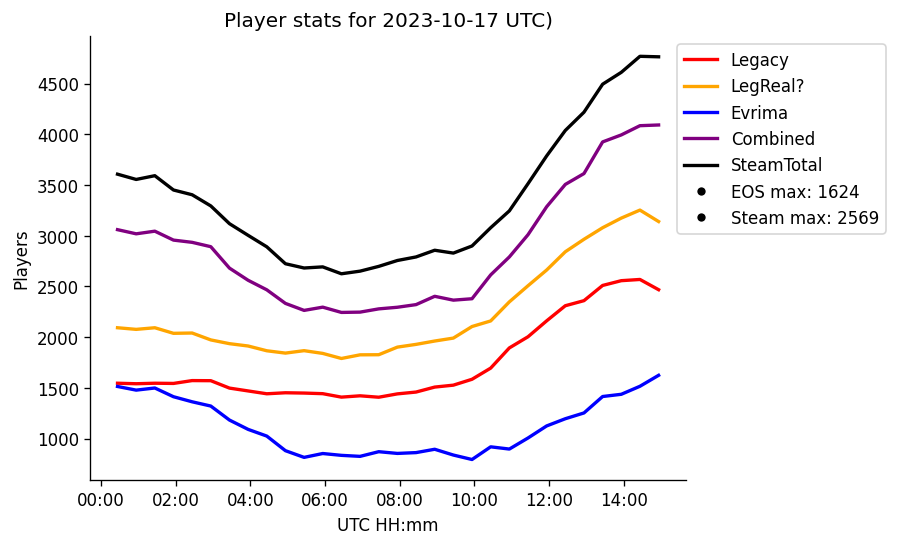 Player stats for 2023-10-17 UTC)
Legacy
LegReal?
Evrima
Combined
SteamTotal
EOS max: 1624
Steam max: 2569
Players
4500
4000
3500
3000
2500
2000
1500
1000
00:00 02:00 04:00 06:00 08:00 10:00 12:00 14:00
UTC HH:mm